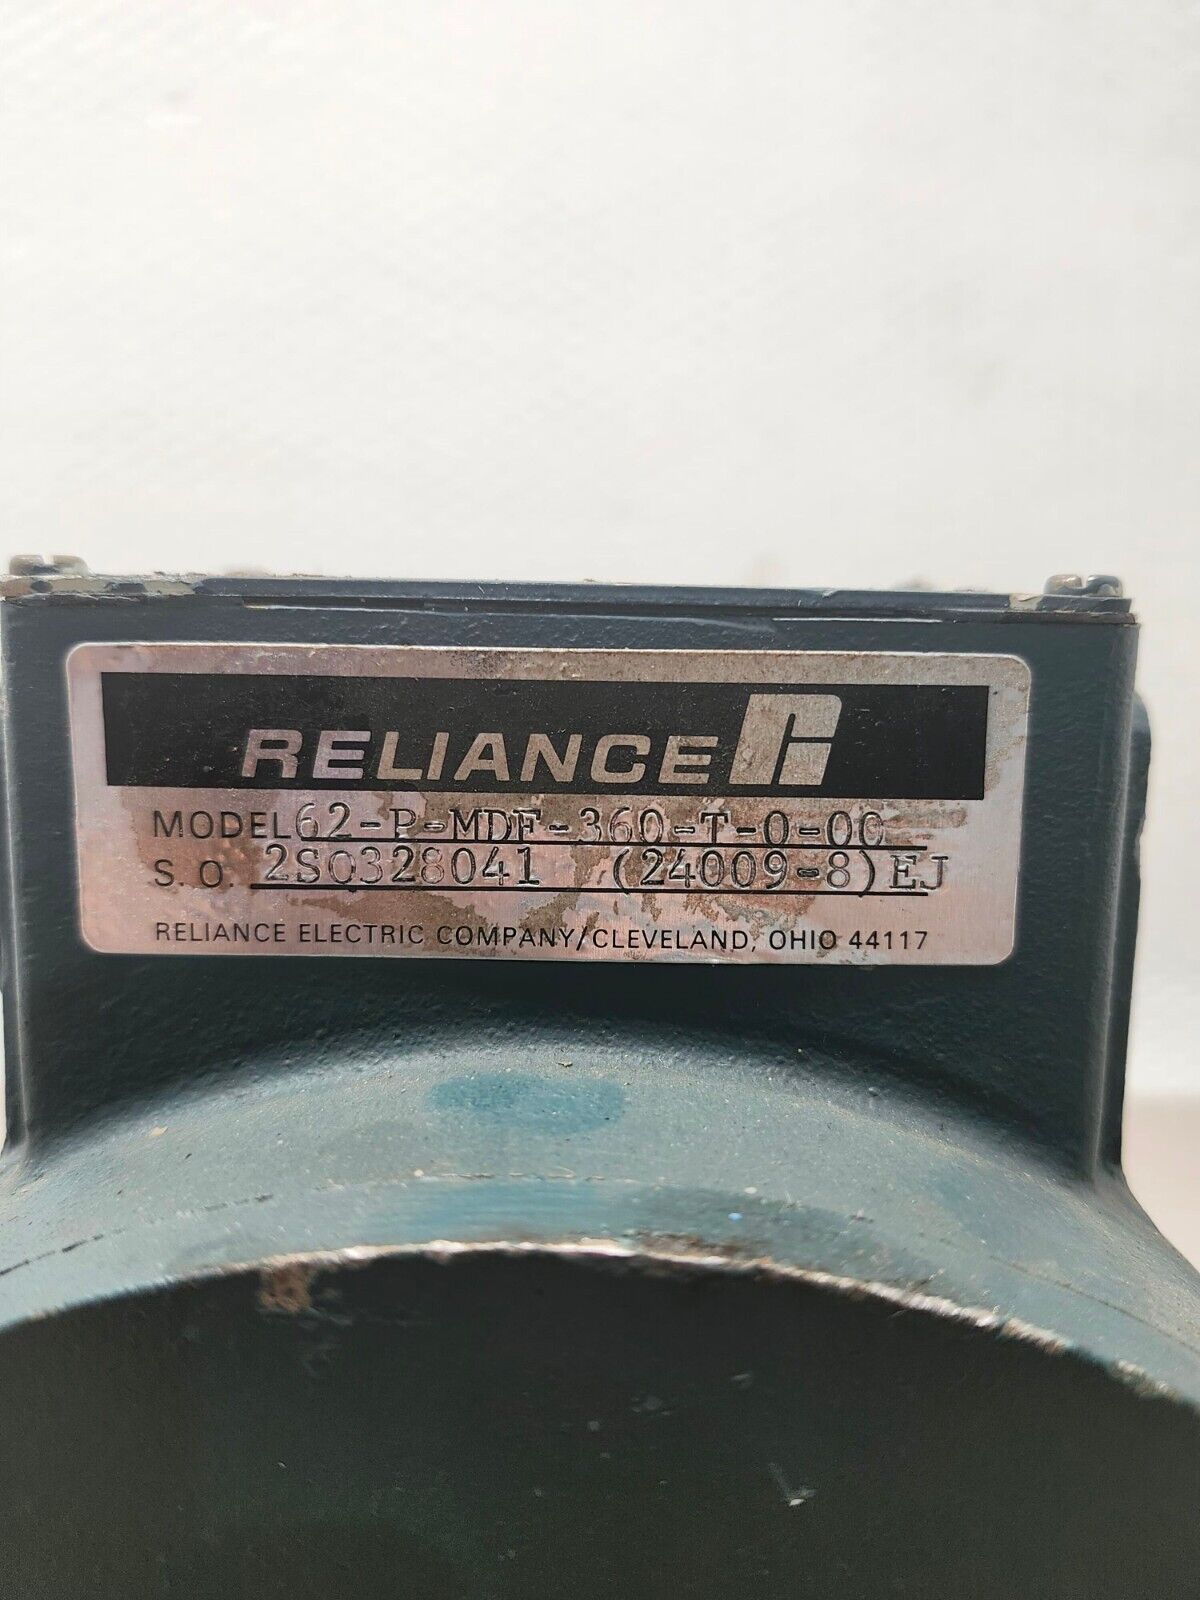 RELIANCE R
MODEL 62-P-MDF-360-T-0-00
S.O. 2S0328041 (24009-8)EJ
RELIANCE ELECTRIC COMPANY/CLEVELAND, OHIO 44117